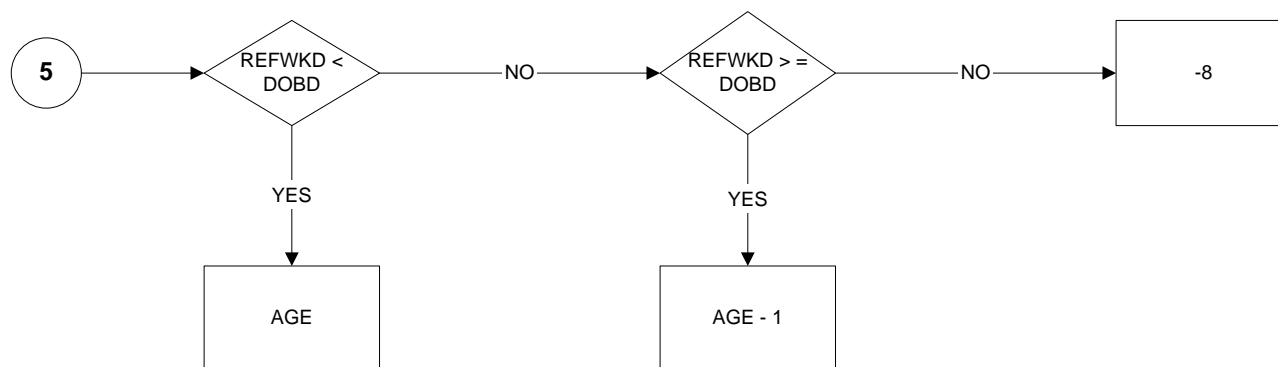 5
REFWKD <
DOBD
NO
REFWKD > =
DOBD
NO
-8
YES
YES
AGE
AGE - 1